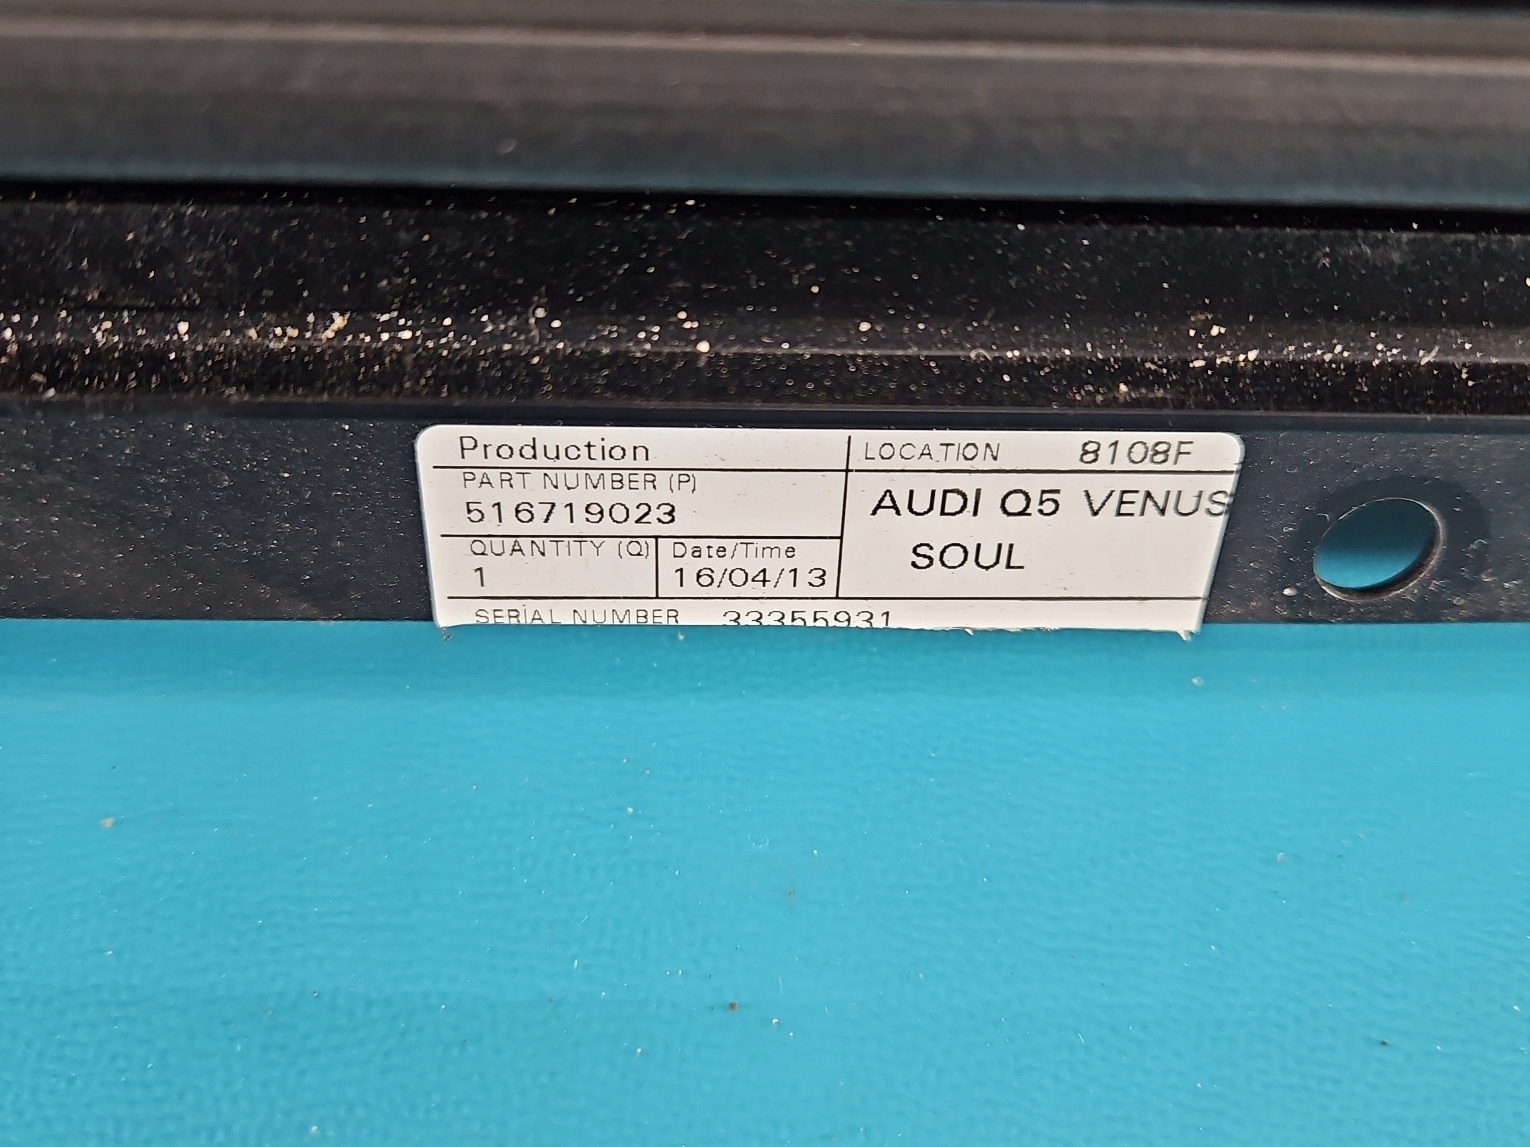 Production
LOCATION 8108F
PART NUMBER (P)
516719023
AUDI Q5 VENUS
SOUL
QUANTITY (Q)
1
Date/Time
16/04/13
SERIAL NUMBER 33355931